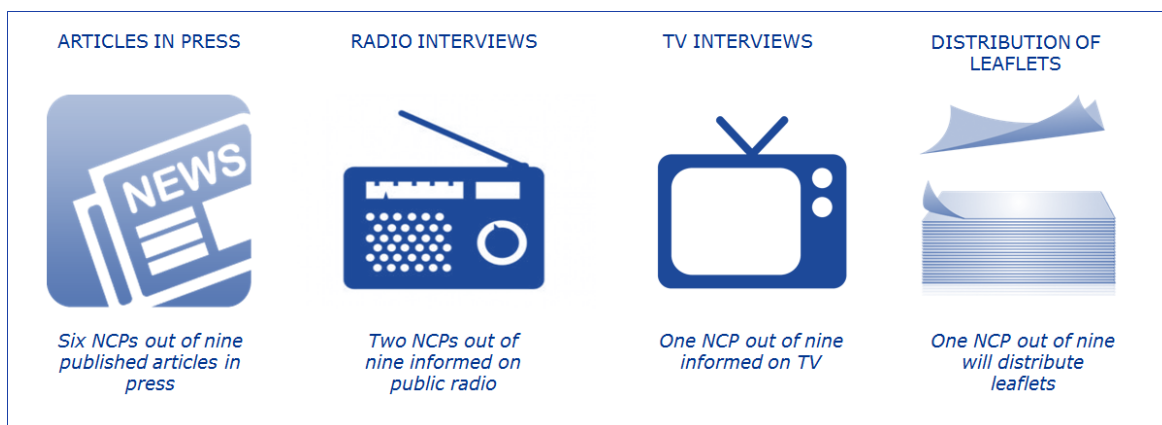 ARTICLES IN PRESS
RADIO INTERVIEWS
TV INTERVIEWS
DISTRIBUTION OF
LEAFLETS
NEWS
Six NCPs out of nine
published articles in
press
Two NCPs out of
nine informed on
public radio
One NCP out of nine
informed on TV
One NCP out of nine
will distribute
leaflets